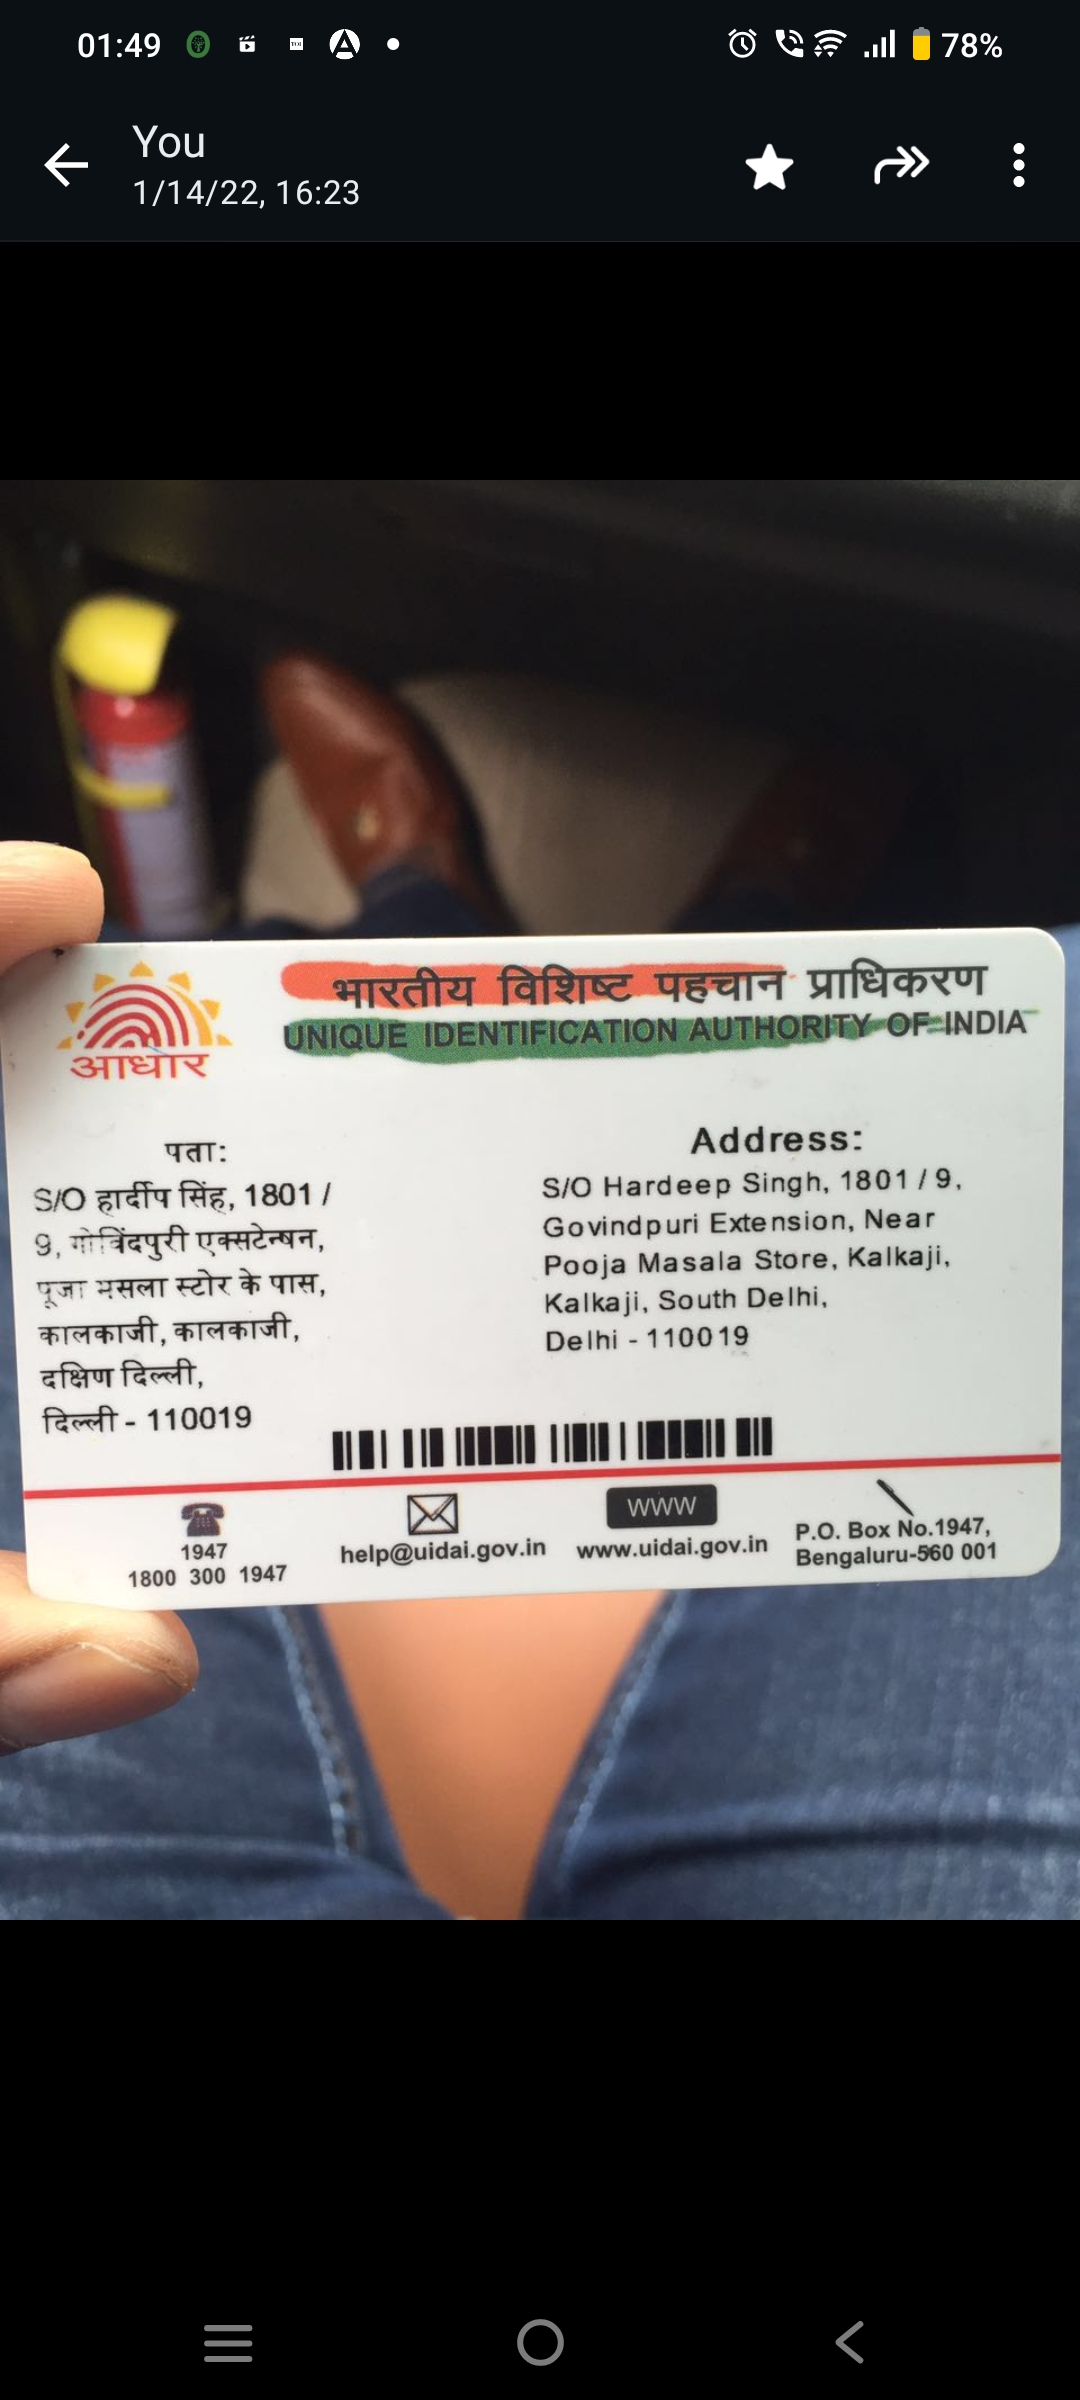 01:49
78%
You
1/14/22, 16:23
आधार
भारतीय विशिष्ट पहचान प्राधिकरण
UNIQUE IDENTIFICATION AUTHORITY OF INDIA
पता:
S/O हार्दीप सिंह, 1801 /
9, गोविंदपुरी एक्सटेन्षन,
पूजा मसला स्टोर के पास,
कालकाजी, कालकाजी,
दक्षिण दिल्ली,
दिल्ली - 110019
Address:
S/O Hardeep Singh, 1801 / 9,
Govindpuri Extension, Near
Pooja Masala Store, Kalkaji,
Kalkaji, South Delhi,
Delhi - 110019
1947
1800 300 1947
help@uidai.gov.in
WWW
www.uidai.gov.in
P.O. Box No.1947,
Bengaluru-560 001